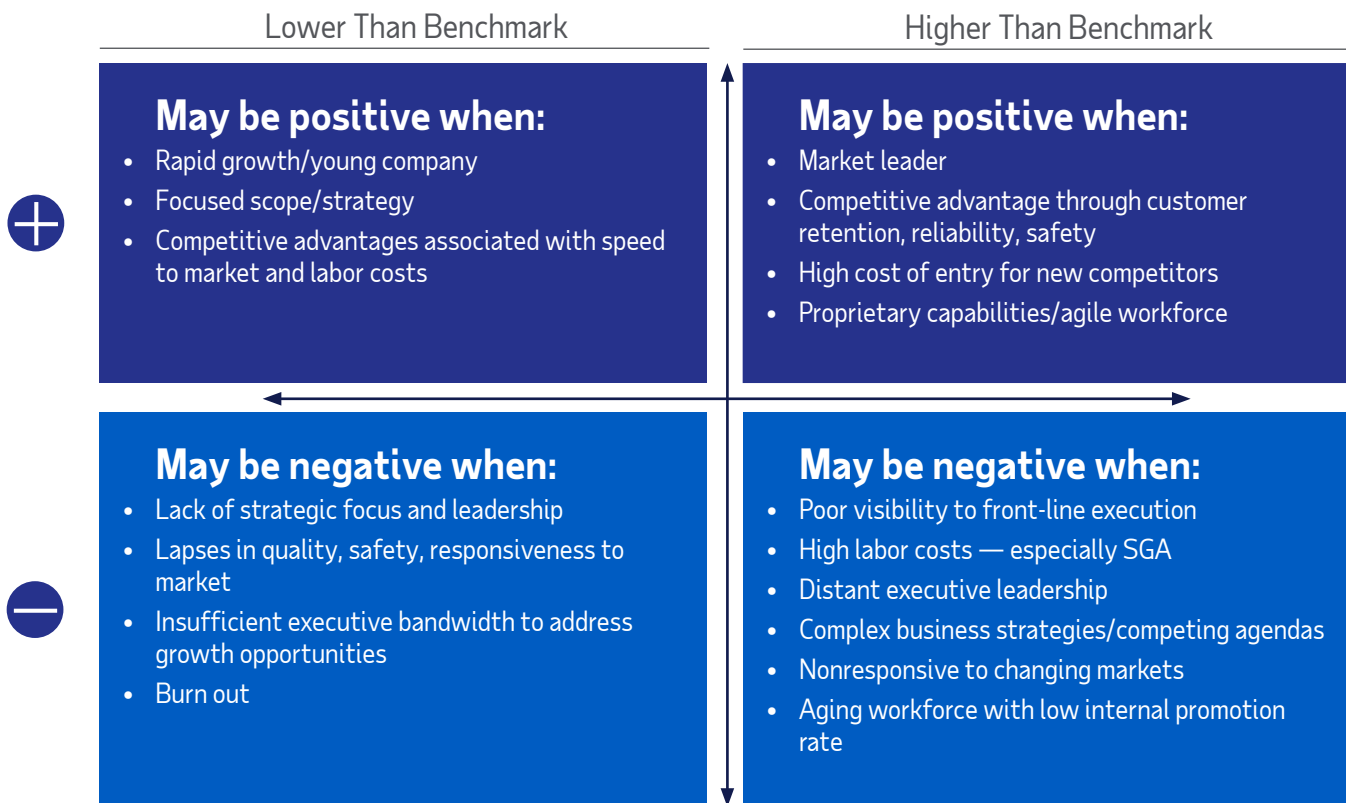 Lower Than Benchmark
Higher Than Benchmark
May be positive when:
• Rapid growth/young company
• Focused scope/strategy
• Competitive advantages associated with speed
to market and labor costs
May be positive when:
• Market leader
• Competitive advantage through customer
retention, reliability, safety
• High cost of entry for new competitors
• Proprietary capabilities/agile workforce
May be negative when:
• Lack of strategic focus and leadership
• Lapses in quality, safety, responsiveness to
market
• Insufficient executive bandwidth to address
growth opportunities
• Burn out
May be negative when:
• Poor visibility to front-line execution
• High labor costs — especially SGA
• Distant executive leadership
• Complex business strategies/competing agendas
• Nonresponsive to changing markets
• Aging workforce with low internal promotion
rate